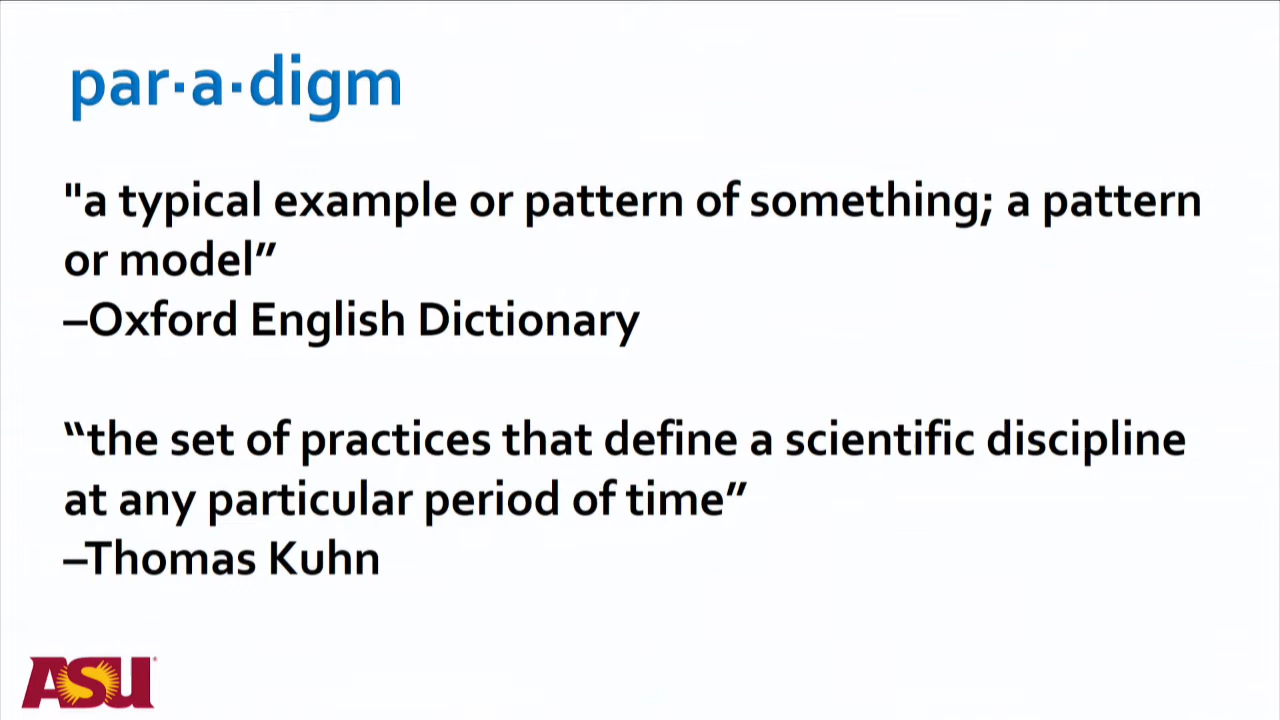 par·a·digm
"a typical example or pattern of something; a pattern
or model”
–Oxford English Dictionary
“the set of practices that define a scientific discipline
at any particular period of time”
–Thomas Kuhn
ASU